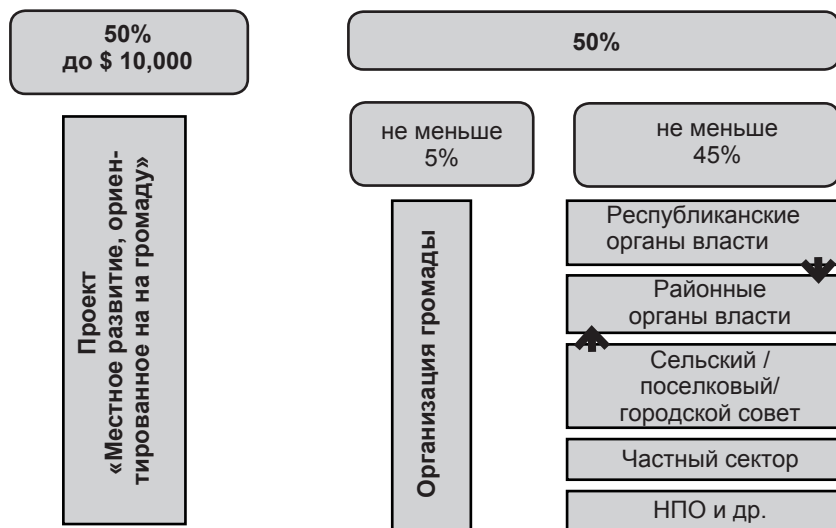 50%
до $ 10,000
50%
не меньше
5%
не меньше
45%
Проект
«Местное развитие, ориен-
тированное на на громаду»
Организация громады
Республиканские
органы власти
Районные
органы власти
Сельский /
поселковый/
городской совет
Частный сектор
НПО и др.